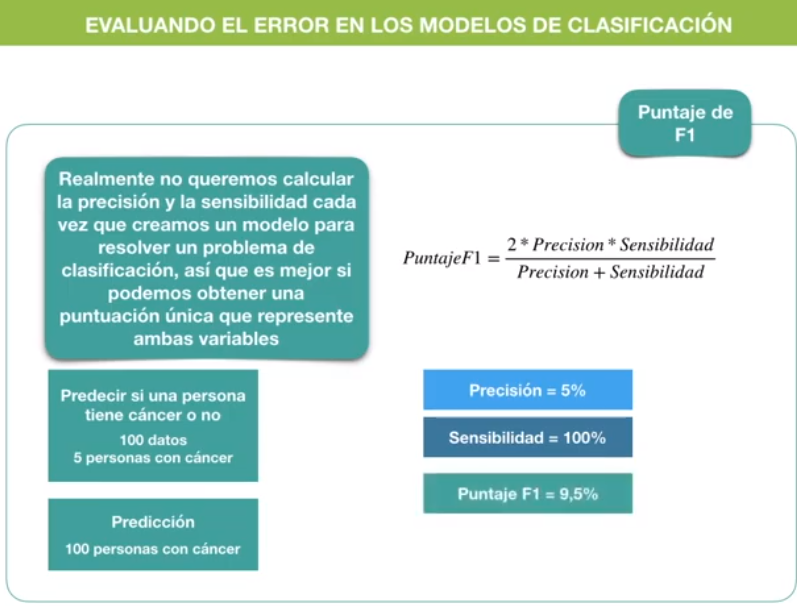 EVALUANDO EL ERROR EN LOS MODELOS DE CLASIFICACIÓN
Puntaje de
F1
Realmente no queremos calcular
la precisión y la sensibilidad cada
vez que creamos un modelo para
resolver un problema de
clasificación, así que es mejor si
podemos obtener una
puntuación única que represente
ambas variables
PuntajeF1 = 2 * Precision * Sensibilidad / Precision + Sensibilidad
Predecir si una persona
tiene cáncer o no
100 datos
5 personas con cáncer
Predicción
100 personas con cáncer
Precisión = 5%
Sensibilidad = 100%
Puntaje F1 = 9,5%